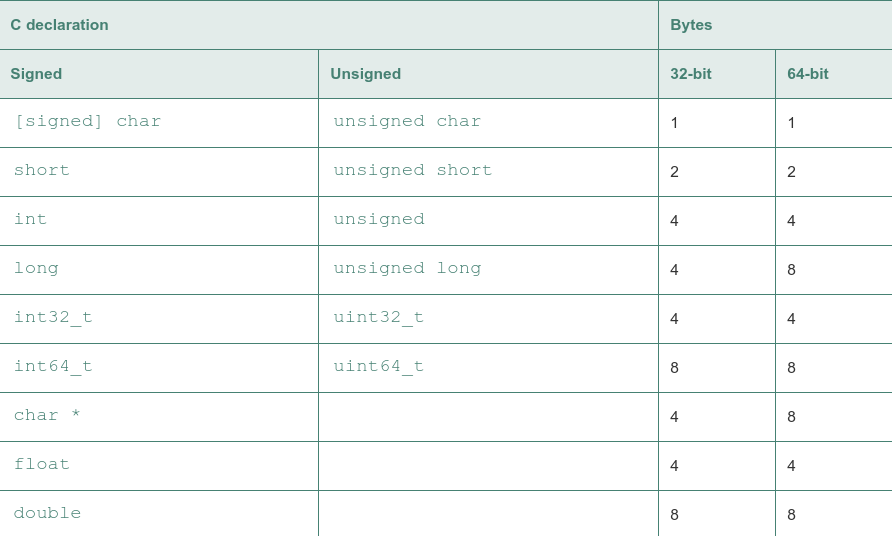 C declaration Bytes
Signed Unsigned 32-bit 64-bit
[signed] char unsigned char 1 1
short unsigned short 2 2
int unsigned 4 4
long unsigned long 4 8
int32_t uint32_t 4 4
int64_t uint64_t 8 8
char * 4 8
float 4 4
double 8 8